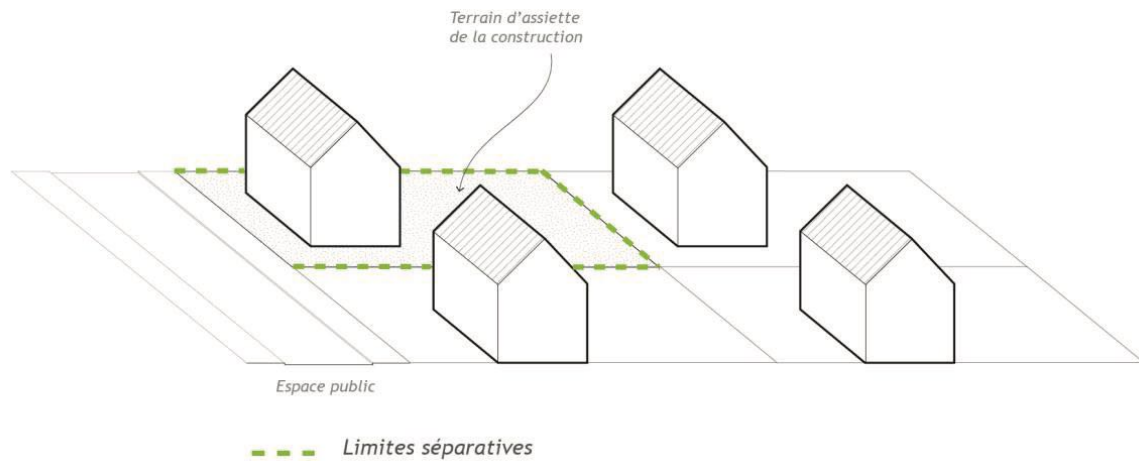 Terrain d'assiette
de la construction
Espace public
Limites séparatives